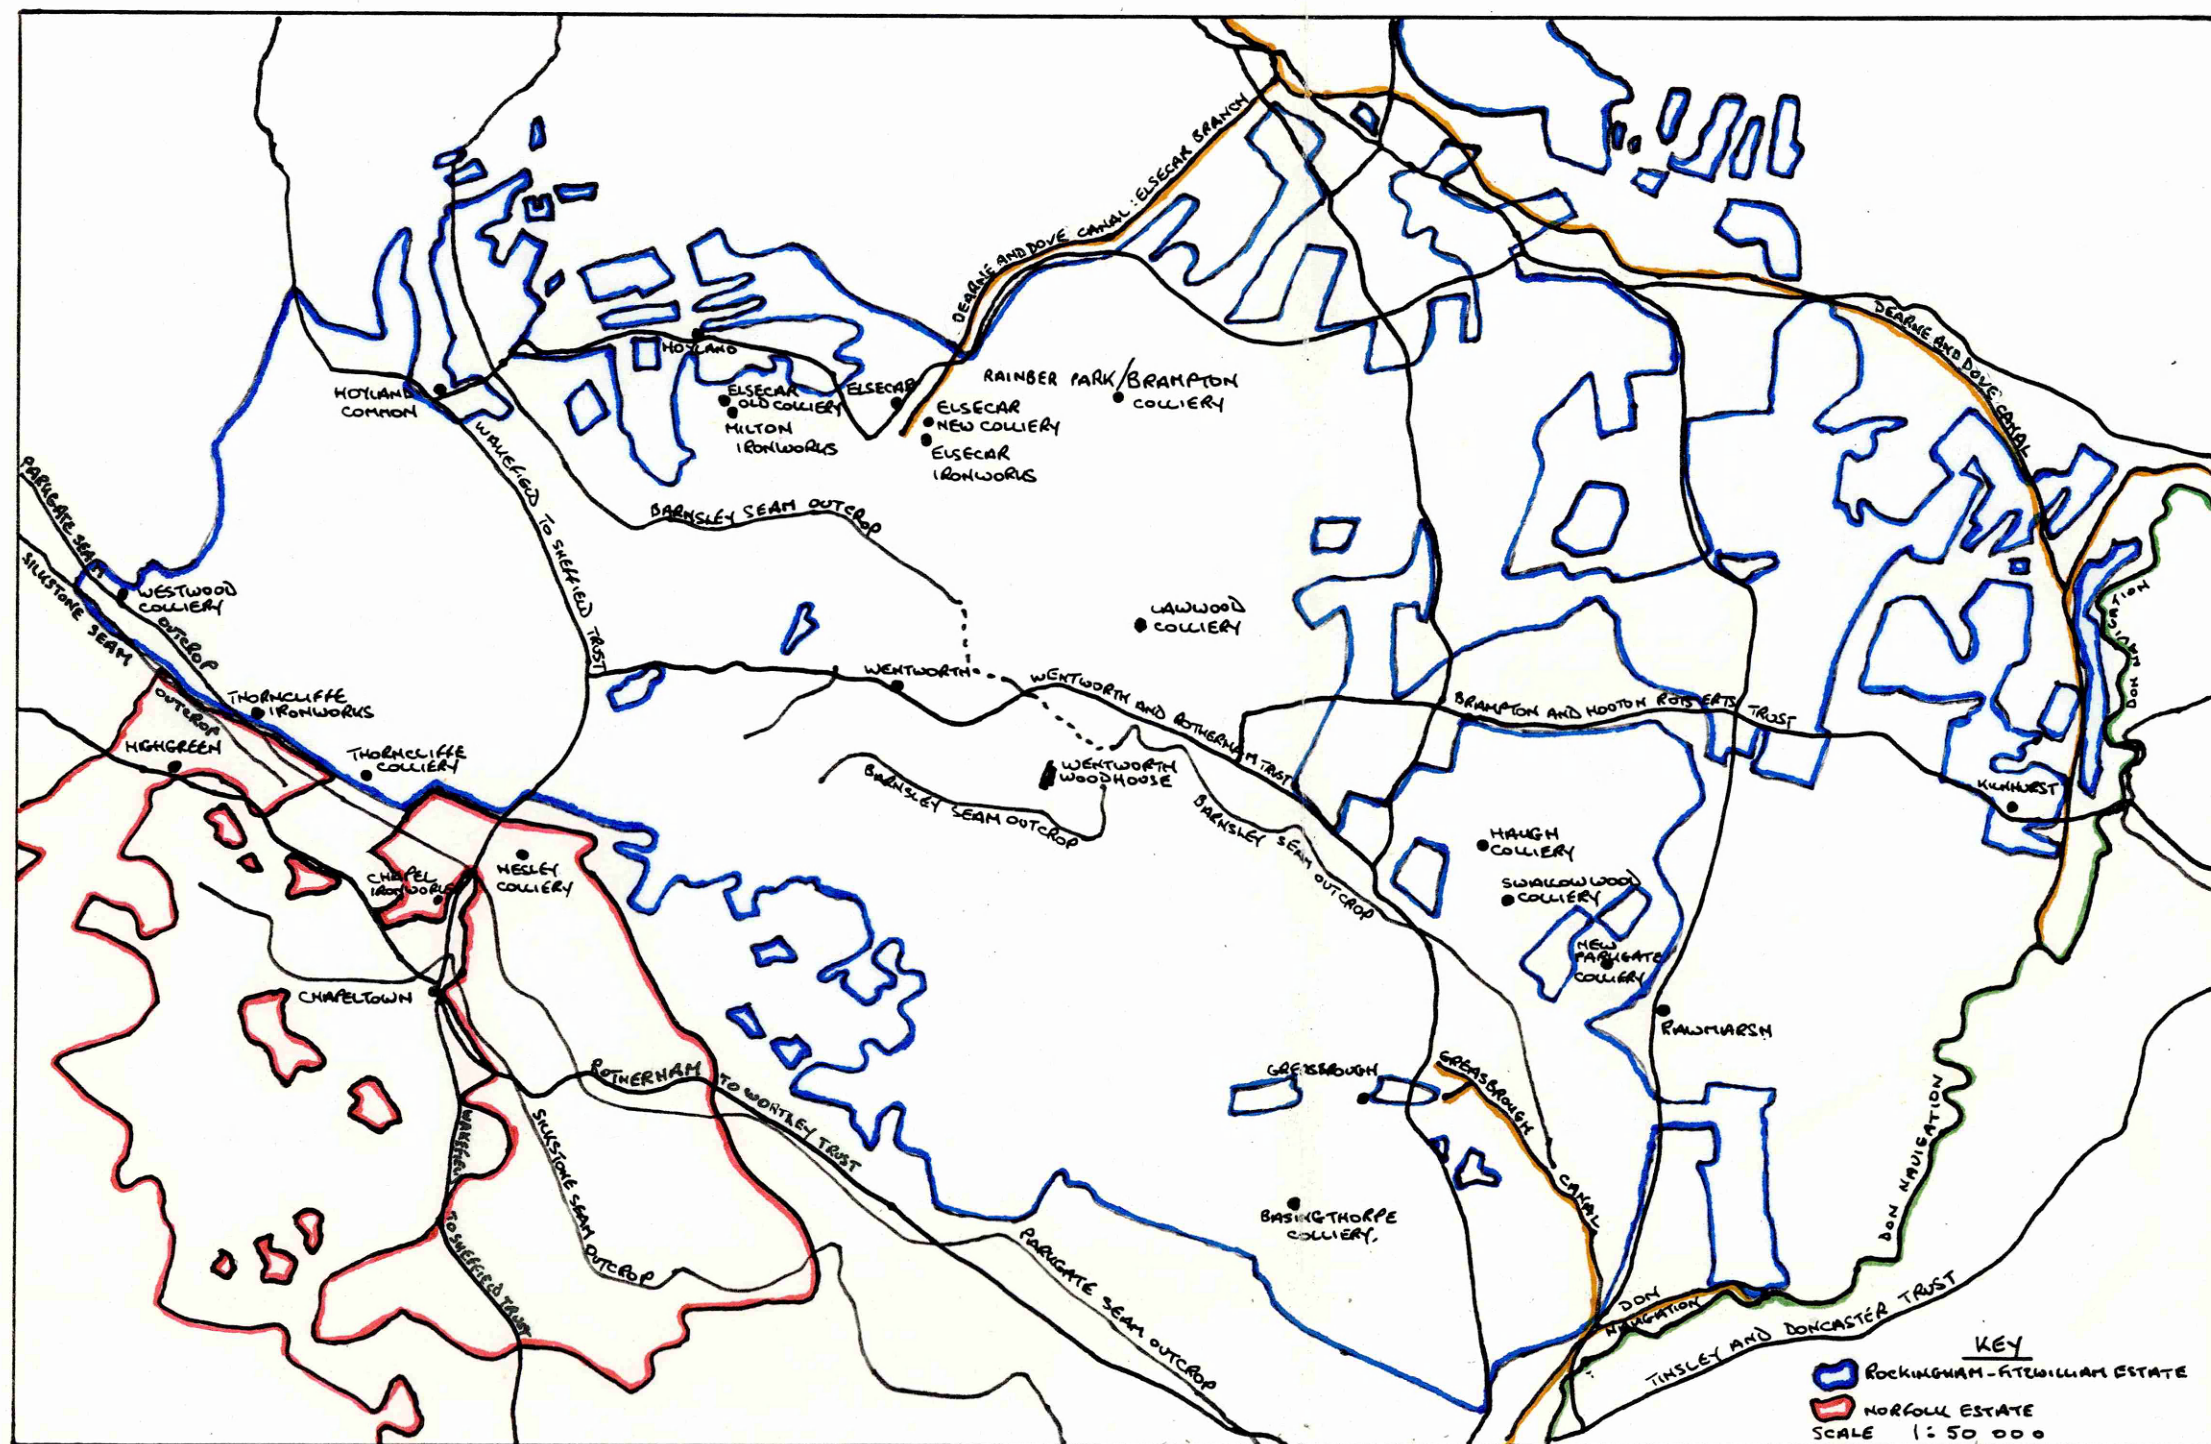 DEARNE AND DOVE CANAL : ELSECAR BRANCH
DEARNE AND DOVE CANAL
HOYLAND
HOYLAND
COMMON
ELSECAR
OLD COLLIERY
MILTON
IRONWORKS
ELSECAR
RAINBER PARK/BRAMPTON
COLLIERY
ELSECAR
NEW COLLIERY
ELSECAR
IRONWORKS
WAKEFIELD TO SHEFFIELD TRUST
BARNSLEY SEAM OUTCROP
PARKGATE SEAM
OUTCROP
SILKSTONE SEAM
OUTCROP
WESTWOOD
COLLIERY
LAWWOOD
COLLIERY
DON NAVIGATION
THORNCLIFFE
IRONWORKS
HIGHGREEN
THORNCLIFFE
COLLIERY
WENTWORTH
WENTWORTH AND ROTHERHAM TRUST
BRAMPTON AND HOOTON ROBERTS TRUST
WENTWORTH
WOODHOUSE
BARNSLEY SEAM OUTCROP
BARNSLEY SEAM OUTCROP
KILNHURST
CHAPEL
IRONWORKS
HESLEY
COLLIERY
HAUGH
COLLIERY
SWALLOWWOOD
COLLIERY
NEW
PARKGATE
COLLIERY
CHAPELTOWN
RAWMARSH
ROTHERHAM TO WORTLEY TRUST
GREASBROUGH
GREASBROUGH CANAL
WAKEFIELD TO SHEFFIELD TRUST
SILKSTONE SEAM OUTCROP
PARKGATE SEAM OUTCROP
BASINGTHORPE
COLLIERY.
DON NAVIGATION
DON
NAVIGATION
TINSLEY AND DONCASTER TRUST
KEY
ROCKINGHAM-FITZWILLIAM ESTATE
NORFOLK ESTATE
SCALE 1:50 000